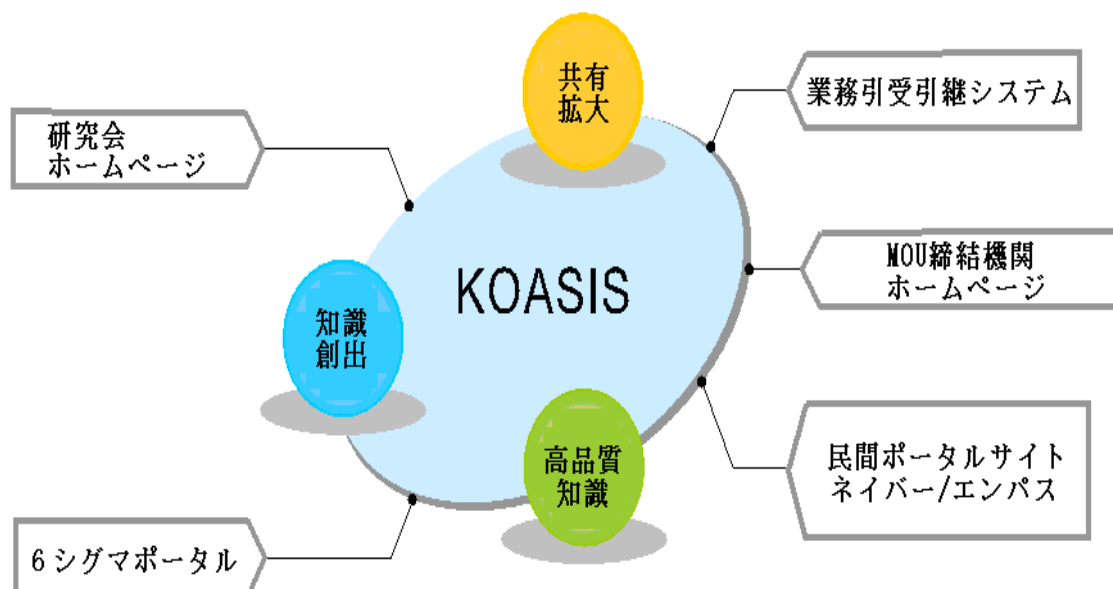 共有
拡大
業務引受引継システム
研究会
ホームページ
MOU締結機関
ホームページ
KOASIS
知識
創出
高品質
知識
民間ポータルサイト
ネイバー/エンパス
6シグマポータル